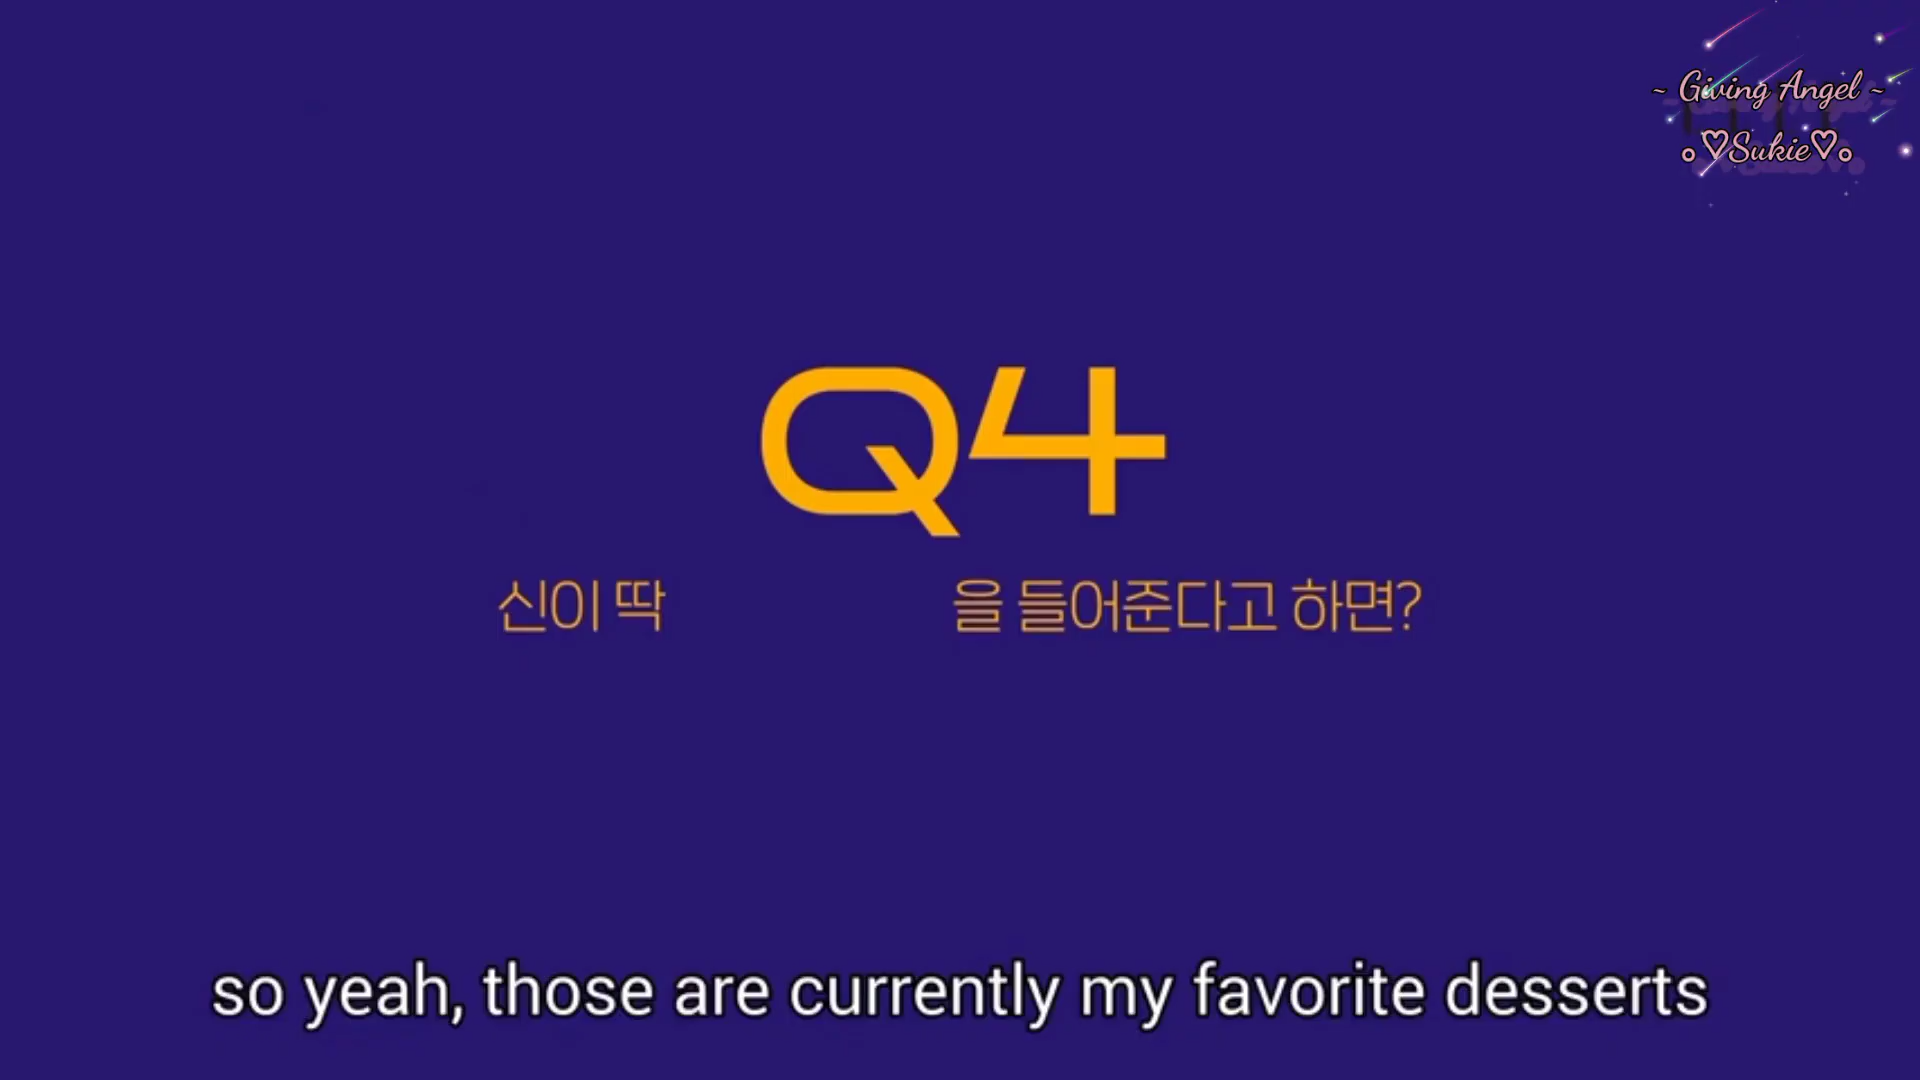 ~ Giving Angel ~
｡♡Sukie♡｡
Q4
신이 딱 을 들어준다고 하면?
so yeah, those are currently my favorite desserts